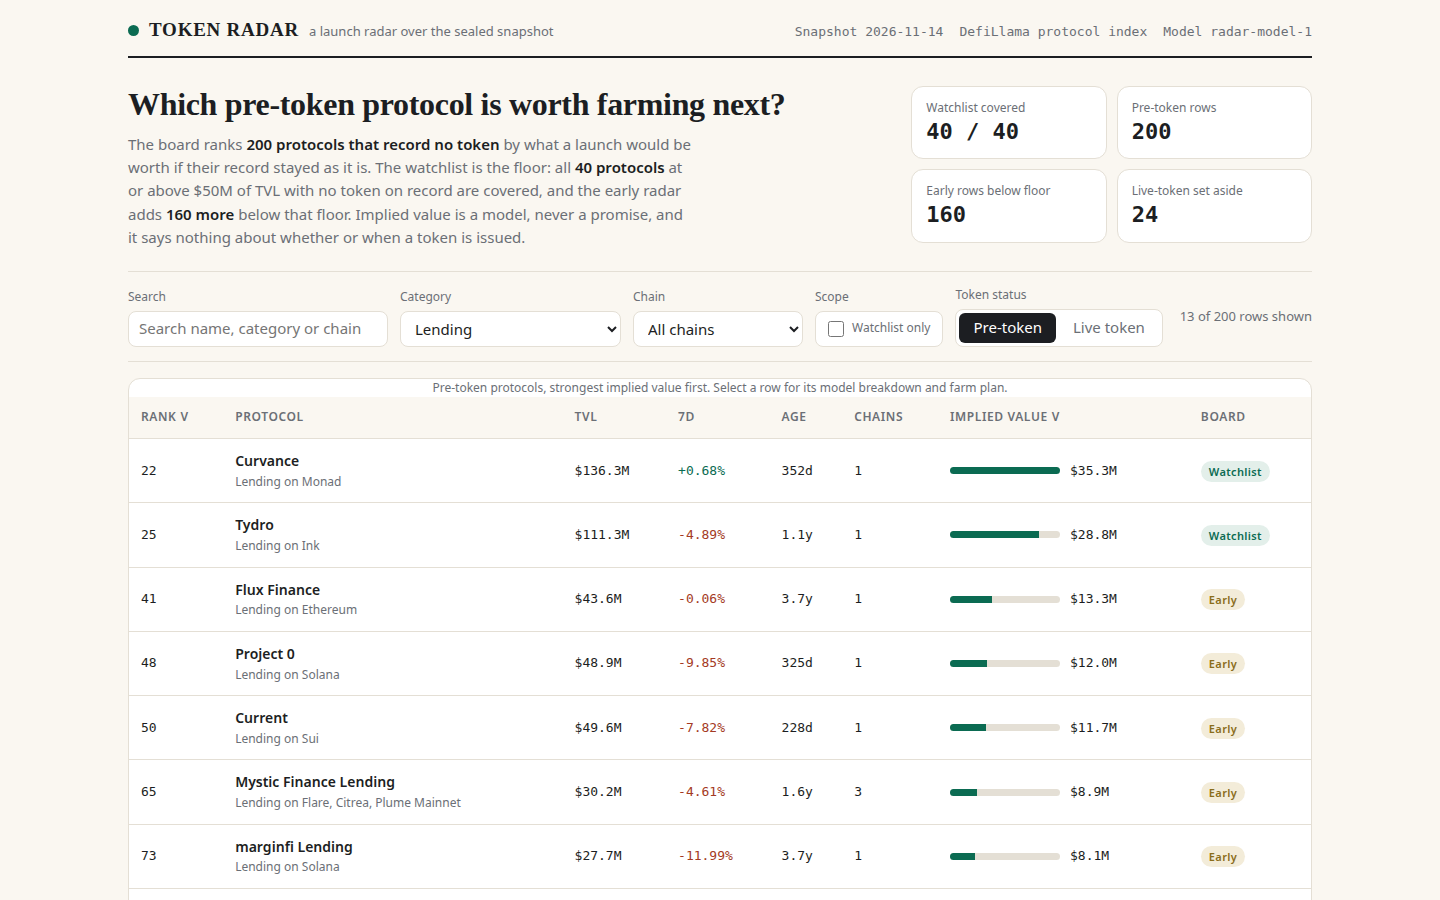 TOKEN RADAR a launch radar over the sealed snapshot
Snapshot 2026-11-14 DefiLlama protocol index Model radar-model-1
Which pre-token protocol is worth farming next?
The board ranks 200 protocols that record no token by what a launch would be
worth if their record stayed as it is. The watchlist is the floor: all 40 protocols at
or above $50M of TVL with no token on record are covered, and the early radar
adds 160 more below that floor. Implied value is a model, never a promise, and
it says nothing about whether or when a token is issued.
Watchlist covered
40 / 40
Pre-token rows
200
Early rows below floor
160
Live-token set aside
24
Search
Search name, category or chain
Category
Lending
Chain
All chains
Scope
Watchlist only
Token status
Pre-token Live token
13 of 200 rows shown
Pre-token protocols, strongest implied value first. Select a row for its model breakdown and farm plan.
RANK V PROTOCOL TVL 7D AGE CHAINS IMPLIED VALUE V BOARD
22 Curvance $136.3M +0.68% 352d 1 $35.3M Watchlist
Lending on Monad
25 Tydro $111.3M -4.89% 1.1y 1 $28.8M Watchlist
Lending on Ink
41 Flux Finance $43.6M -0.06% 3.7y 1 $13.3M Early
Lending on Ethereum
48 Project 0 $48.9M -9.85% 325d 1 $12.0M Early
Lending on Solana
50 Current $49.6M -7.82% 228d 1 $11.7M Early
Lending on Sui
65 Mystic Finance Lending $30.2M -4.61% 1.6y 3 $8.9M Early
Lending on Flare, Citrea, Plume Mainnet
73 marginfi Lending $27.7M -11.99% 3.7y 1 $8.1M Early
Lending on Solana